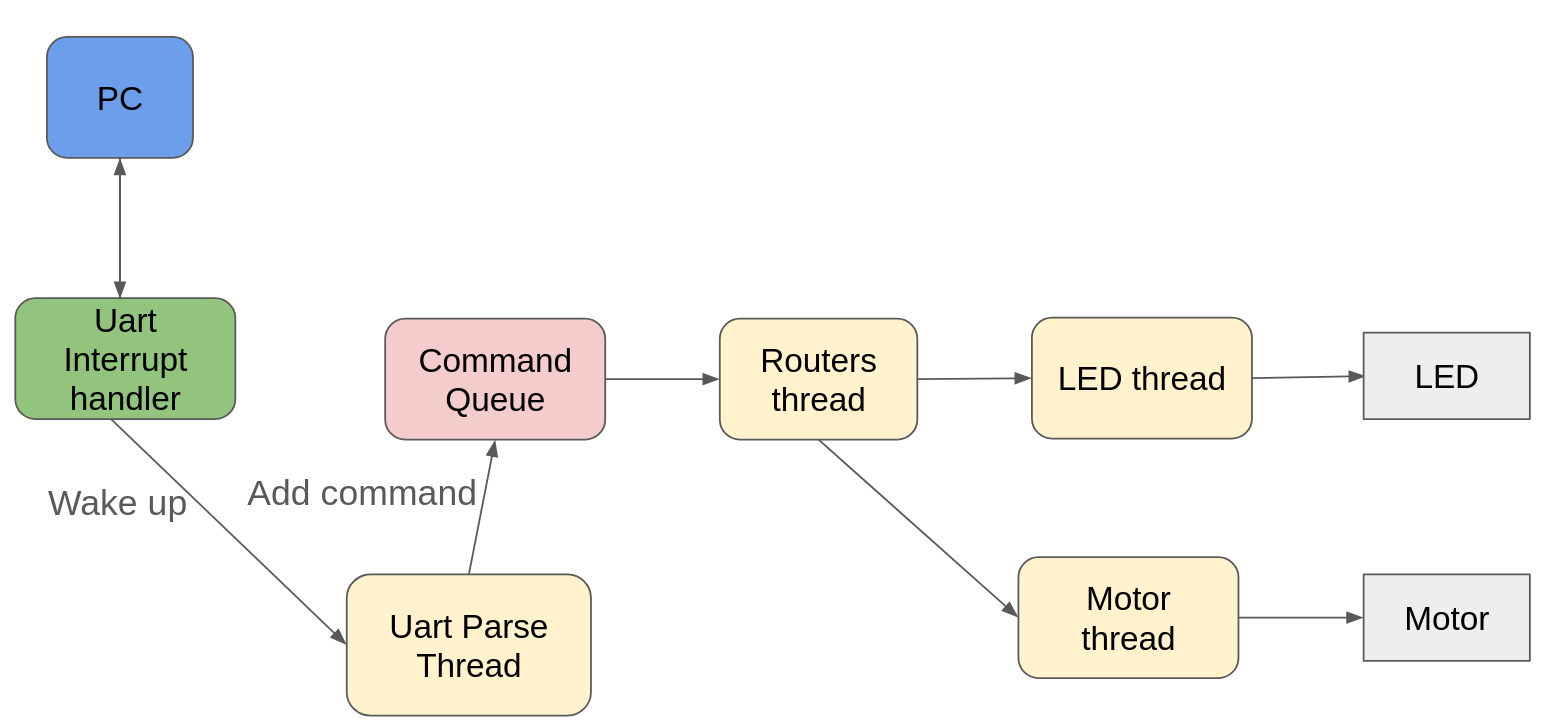 PC
Uart
Interrupt
handler
Wake up
Add command
Command
Queue
Uart Parse
Thread
Routers
thread
LED thread
LED
Motor
thread
Motor